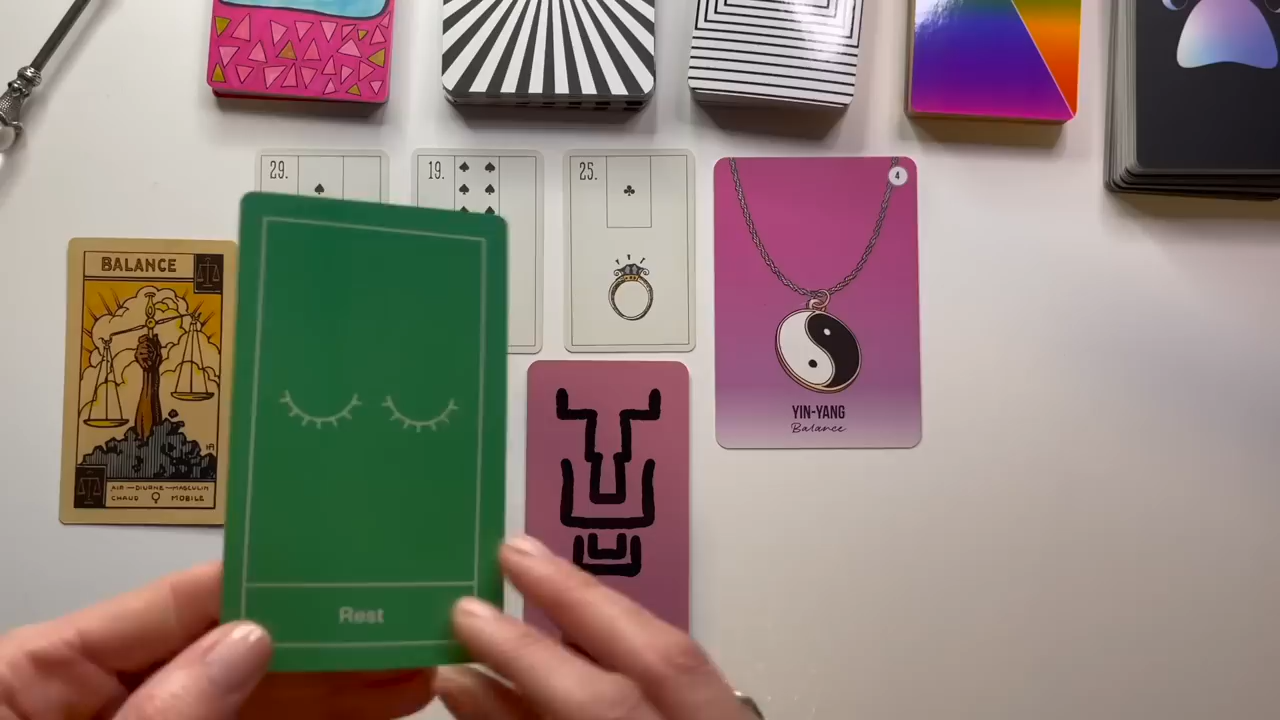 29.
19.
25.
4
BALANCE
AIR — DIURNE — MASCULIN
CHAUD ♀ MOBILE
YIN-YANG
Balance
Rest